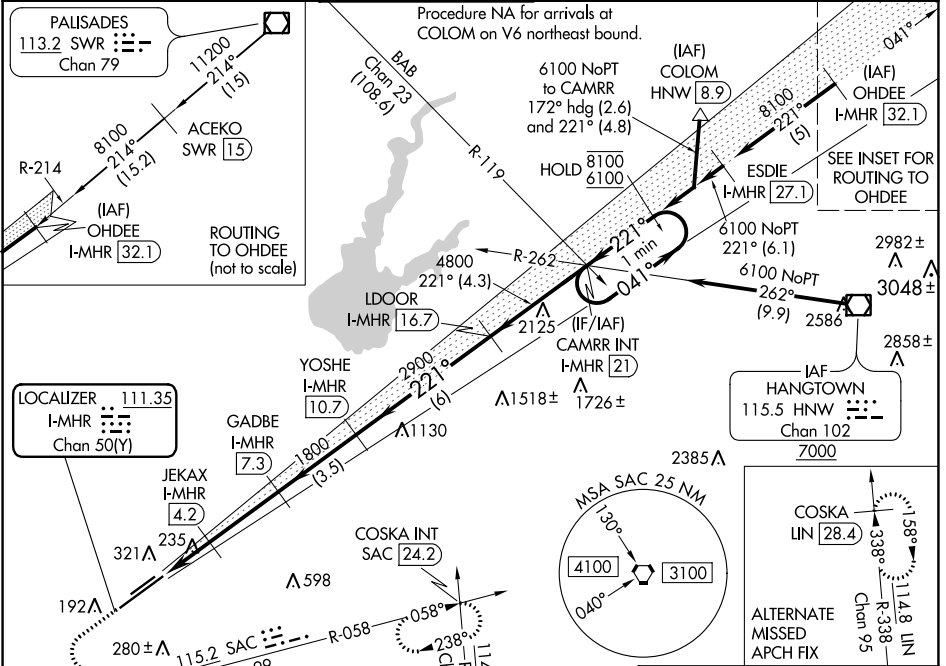 PALISADES
113.2 SWR
Chan 79
11200
214°
(15)
ACEKO
SWR 15
8100
214°
(15.2)
R-214
(IAF)
OHDEE
I-MHR 32.1
ROUTING
TO OHDEE
(not to scale)
Procedure NA for arrivals at
COLOM on V6 northeast bound.
BAB
Chan 23
(108.6)
R-119
6100 NoPT
to CAMRR
172° hdg (2.6)
and 221° (4.8)
(IAF)
COLOM
HNW 8.9
041°
(IAF)
OHDEE
I-MHR 32.1
8100
221°
(5)
SEE INSET FOR
ROUTING TO
OHDEE
HOLD 8100
6100
ESDIE
I-MHR 27.1
6100 NoPT
221° (6.1)
221°
1 min
041°
R-262
6100 NoPT
262°
(9.9)
2982±
3048±
2586
2858±
4800
221° (4.3)
LDOOR
I-MHR 16.7
2125
(IF/IAF)
CAMRR INT
I-MHR 21
IAF
HANGTOWN
115.5 HNW
Chan 102
7000
2900
221°
(6)
1518±
1726±
YOSHE
I-MHR
10.7
1130
LOCALIZER 111.35
I-MHR
Chan 50(Y)
GADBE
I-MHR
7.3
1800
(3.5)
2385
JEKAX
I-MHR
4.2
235
321
192
280±
598
COSKA INT
SAC 24.2
115.2 SAC
R-058
058°
238°
MSA SAC 25 NM
130°
4100
3100
040°
COSKA
LIN 28.4
158°
338°
R-338
114.8 LIN
Chan 95
ALTERNATE
MISSED
APCH FIX